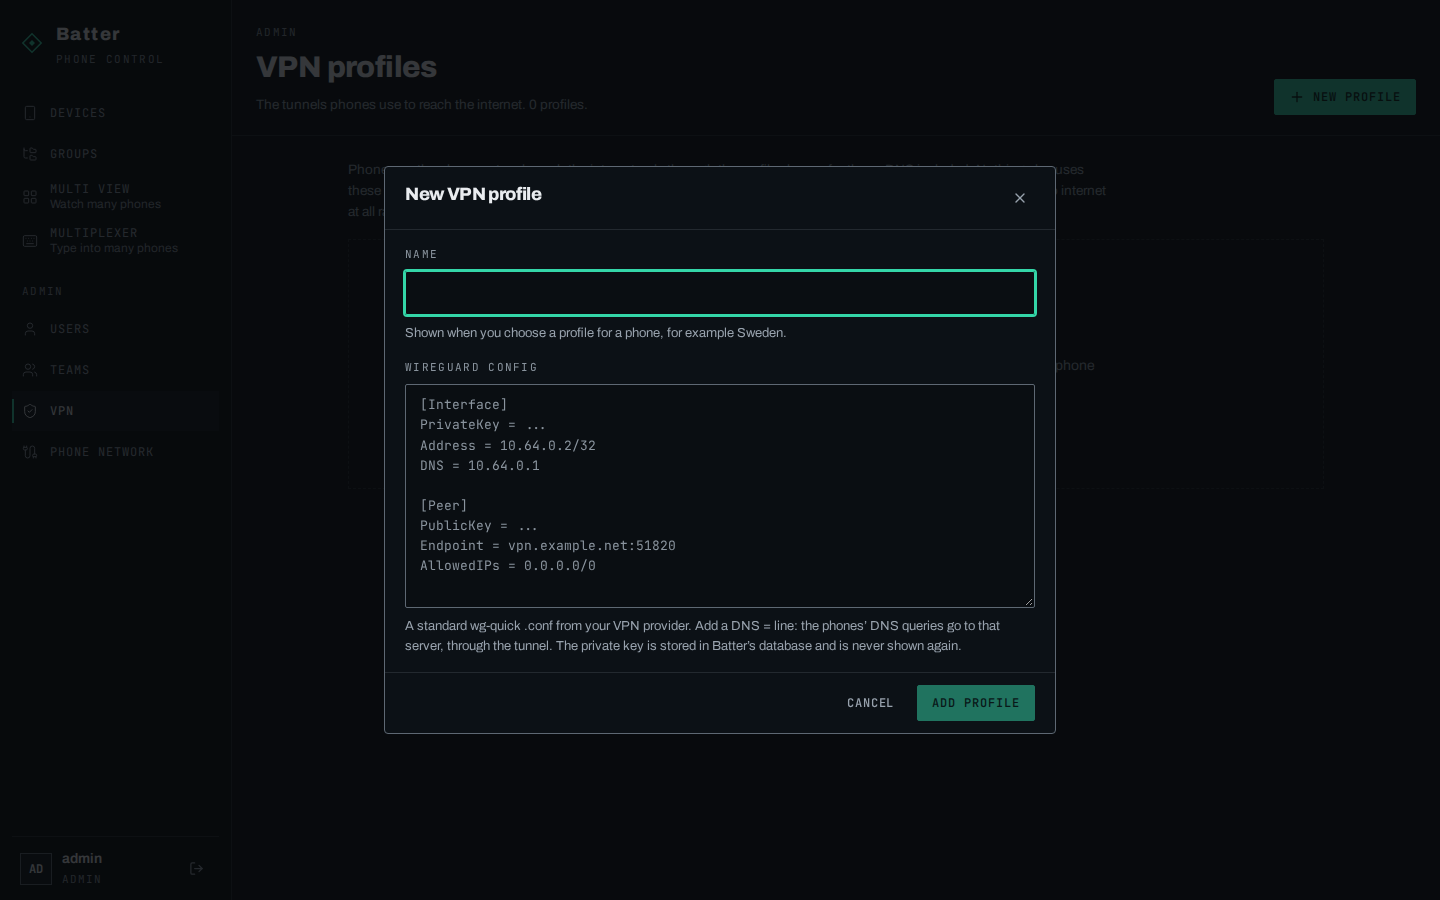 Batter
PHONE CONTROL
DEVICES
GROUPS
MULTI VIEW
Watch many phones
MULTIPLEXER
Type into many phones
ADMIN
USERS
TEAMS
VPN
PHONE NETWORK
AD
admin
ADMIN
ADMIN
VPN profiles
The tunnels phones use to reach the internet. 0 profiles.
NEW PROFILE
Phone
uses
these
internet
at all
phone
New VPN profile
NAME
Shown when you choose a profile for a phone, for example Sweden.
WIREGUARD CONFIG
[Interface]
PrivateKey = ...
Address = 10.64.0.2/32
DNS = 10.64.0.1
[Peer]
PublicKey = ...
Endpoint = vpn.example.net:51820
AllowedIPs = 0.0.0.0/0
A standard wg-quick .conf from your VPN provider. Add a DNS = line: the phones’ DNS queries go to that
server, through the tunnel. The private key is stored in Batter’s database and is never shown again.
CANCEL
ADD PROFILE